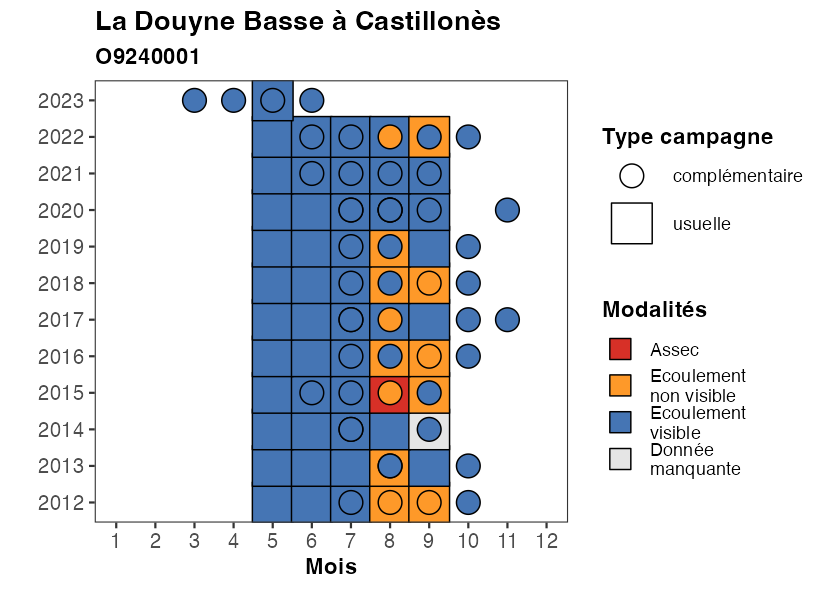 La Douyne Basse à Castillonès
O9240001
2023
2022
2021
2020
2019
2018
2017
2016
2015
2014
2013
2012
1 2 3 4 5 6 7 8 9 10 11 12
Mois
Type campagne
complémentaire
usuelle
Modalités
Assec
Ecoulement
non visible
Ecoulement
visible
Donnée
manquante